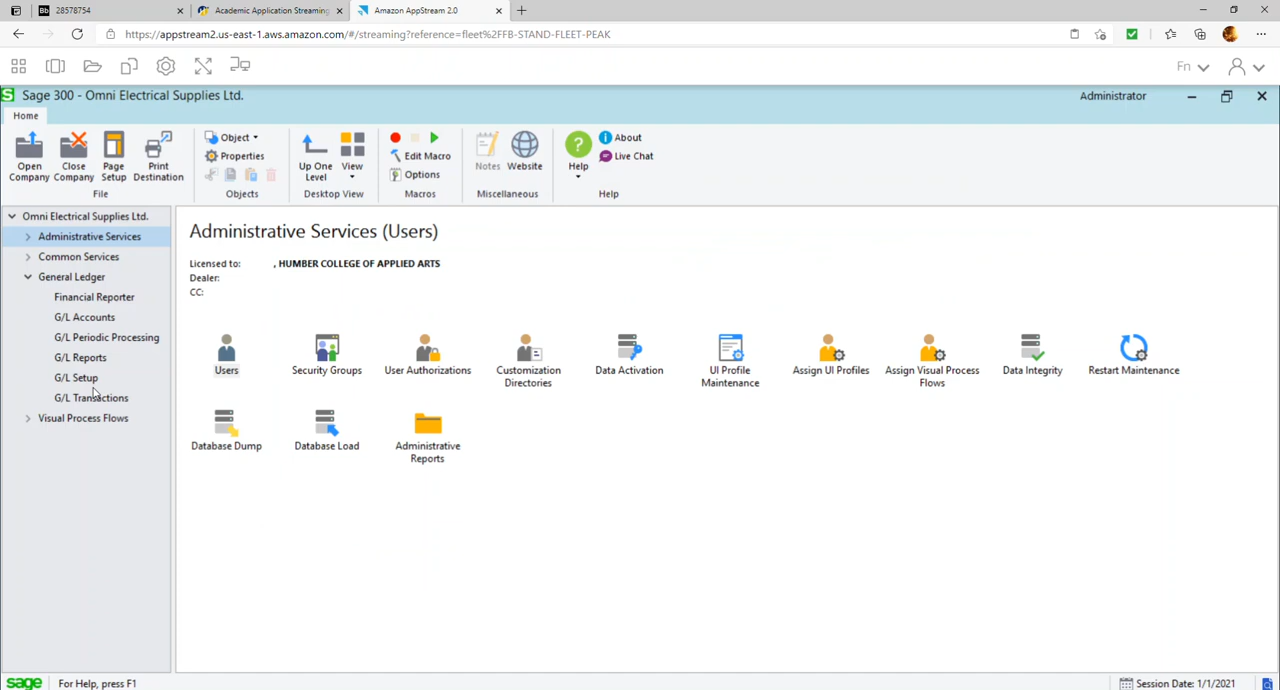 28578754
Academic Application Streaming
Amazon AppStream 2.0
https://appstream2.us-east-1.aws.amazon.com/#/streaming?reference=fleet%2FFB-STAND-FLEET-PEAK
Fn
S Sage 300 - Omni Electrical Supplies Ltd.
Administrator
Home
Open Company
Close Company
Page Setup
Print Destination
File
Object
Properties
Objects
Up One Level
View
Desktop View
Edit Macro
Options
Macros
Notes
Website
Miscellaneous
Help
About
Live Chat
Help
Omni Electrical Supplies Ltd.
Administrative Services
Common Services
General Ledger
Financial Reporter
G/L Accounts
G/L Periodic Processing
G/L Reports
G/L Setup
G/L Transactions
Visual Process Flows
Administrative Services (Users)
Licensed to: , HUMBER COLLEGE OF APPLIED ARTS
Dealer:
CC:
Users
Security Groups
User Authorizations
Customization Directories
Data Activation
UI Profile Maintenance
Assign UI Profiles
Assign Visual Process Flows
Data Integrity
Restart Maintenance
Database Dump
Database Load
Administrative Reports
sage
For Help, press F1
Session Date: 1/1/2021